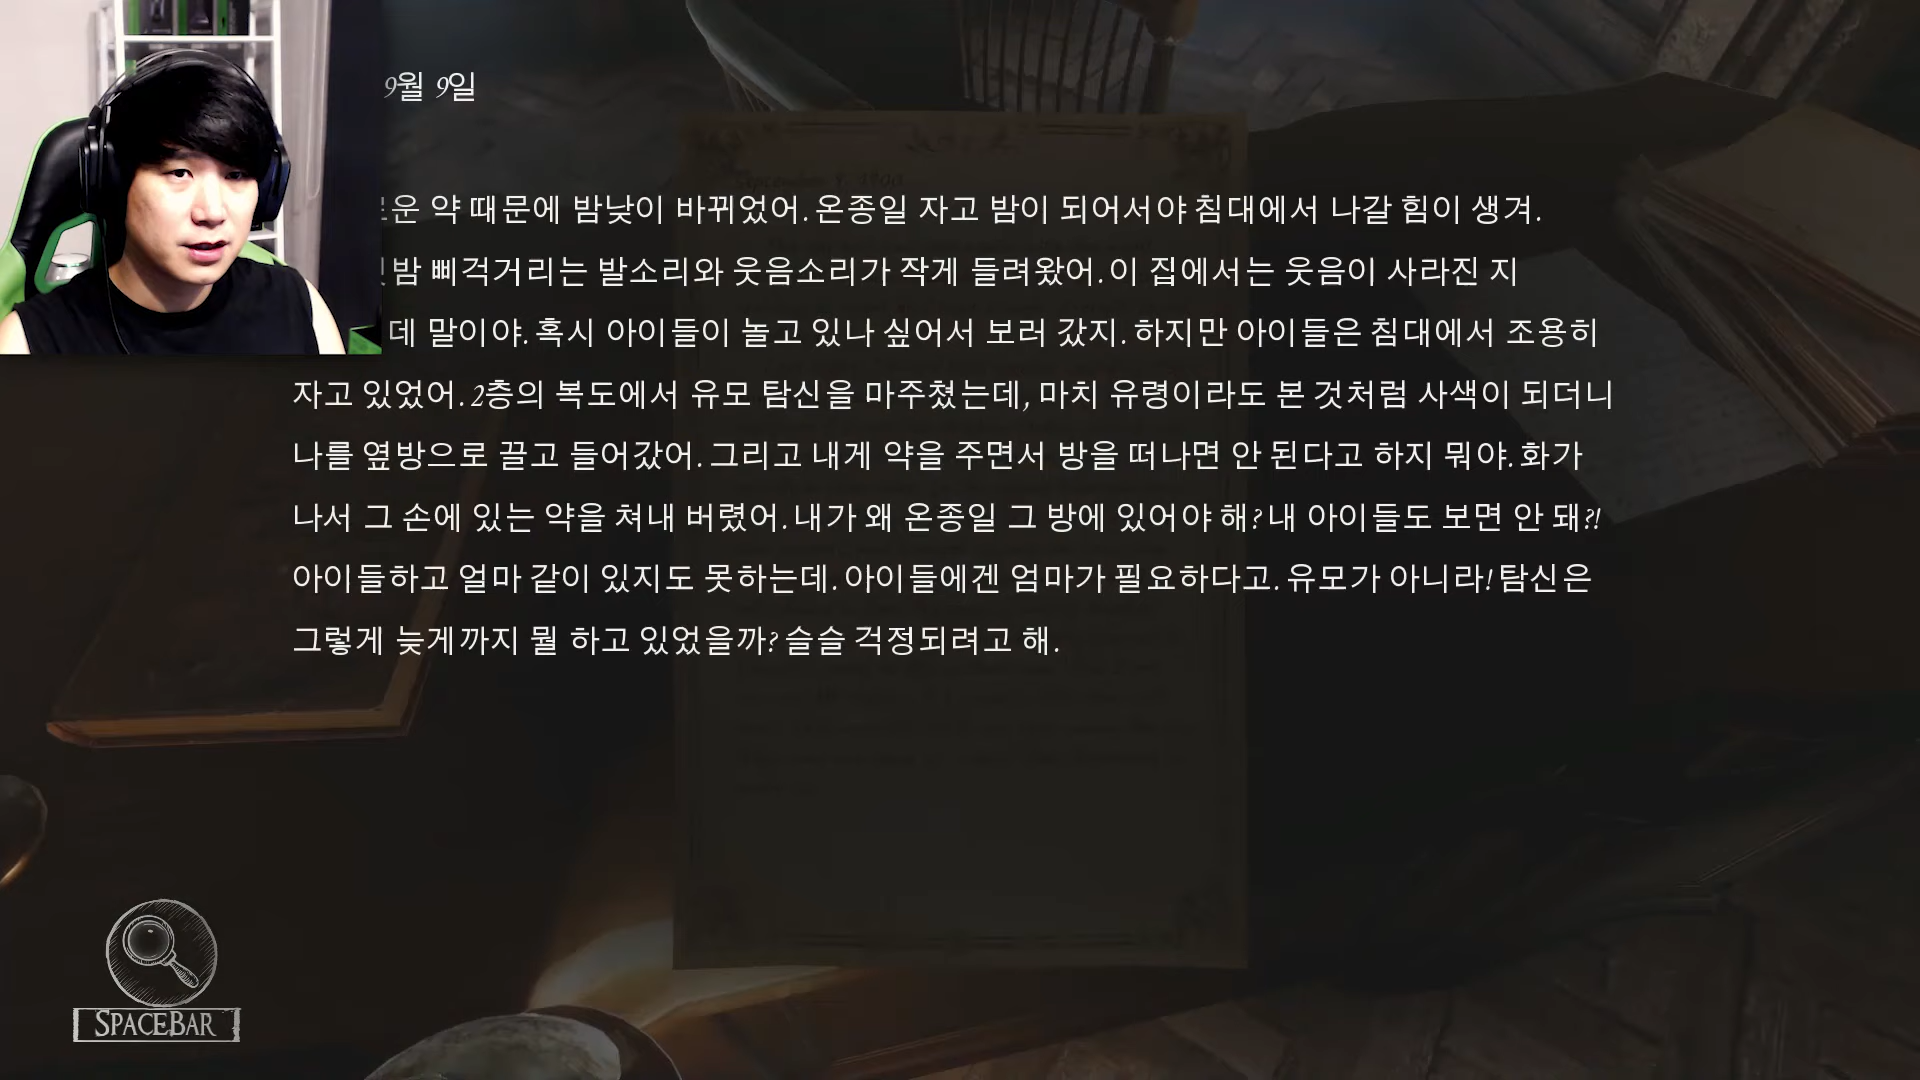 9월 9일
약 때문에 밤낮이 바뀌었어. 온종일 자고 밤이 되어서야 침대에서 나갈 힘이 생겨.
삐걱거리는 발소리와 웃음소리가 작게 들려왔어. 이 집에서는 웃음이 사라진 지
데 말이야. 혹시 아이들이 놀고 있나 싶어서 보러 갔지. 하지만 아이들은 침대에서 조용히
자고 있었어. 2층의 복도에서 유모 탐신을 마주쳤는데, 마치 유령이라도 본 것처럼 사색이 되더니
나를 옆방으로 끌고 들어갔어. 그리고 내게 약을 주면서 방을 떠나면 안 된다고 하지 뭐야. 화가
나서 그 손에 있는 약을 쳐내 버렸어. 내가 왜 온종일 그 방에 있어야 해? 내 아이들도 보면 안 돼?!
아이들하고 얼마 같이 있지도 못하는데. 아이들에겐 엄마가 필요하다고. 유모가 아니라! 탐신은
그렇게 늦게까지 뭘 하고 있었을까? 슬슬 걱정되려고 해.
SPACEBAR